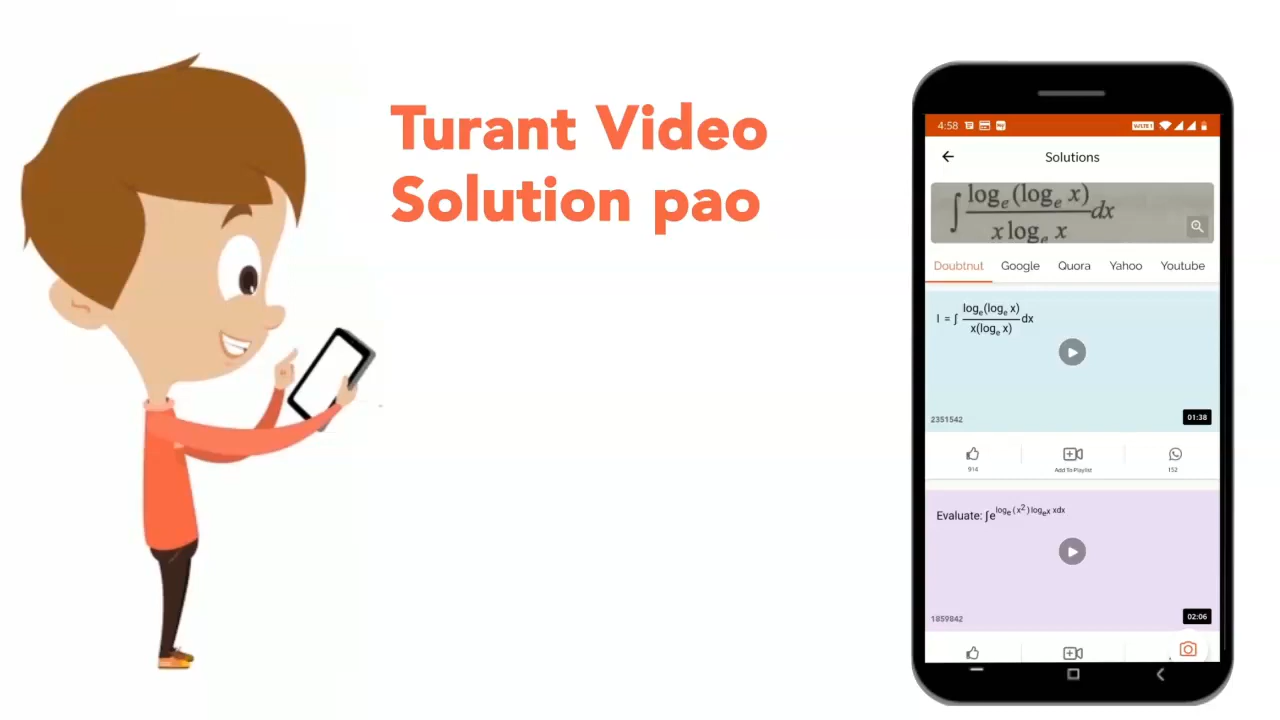 Turant Video
Solution pao
4:58
VoLTE1
Solutions
∫ logₑ(logₑ x) / x logₑ x dx
Doubtnut Google Quora Yahoo Youtube
I = ∫ logₑ(logₑ x) / x(logₑ x) dx
2351542
01:38
914
Add To Playlist
152
Evaluate: ∫e^logₑ(x²)logₑx xdx
1859842
02:06